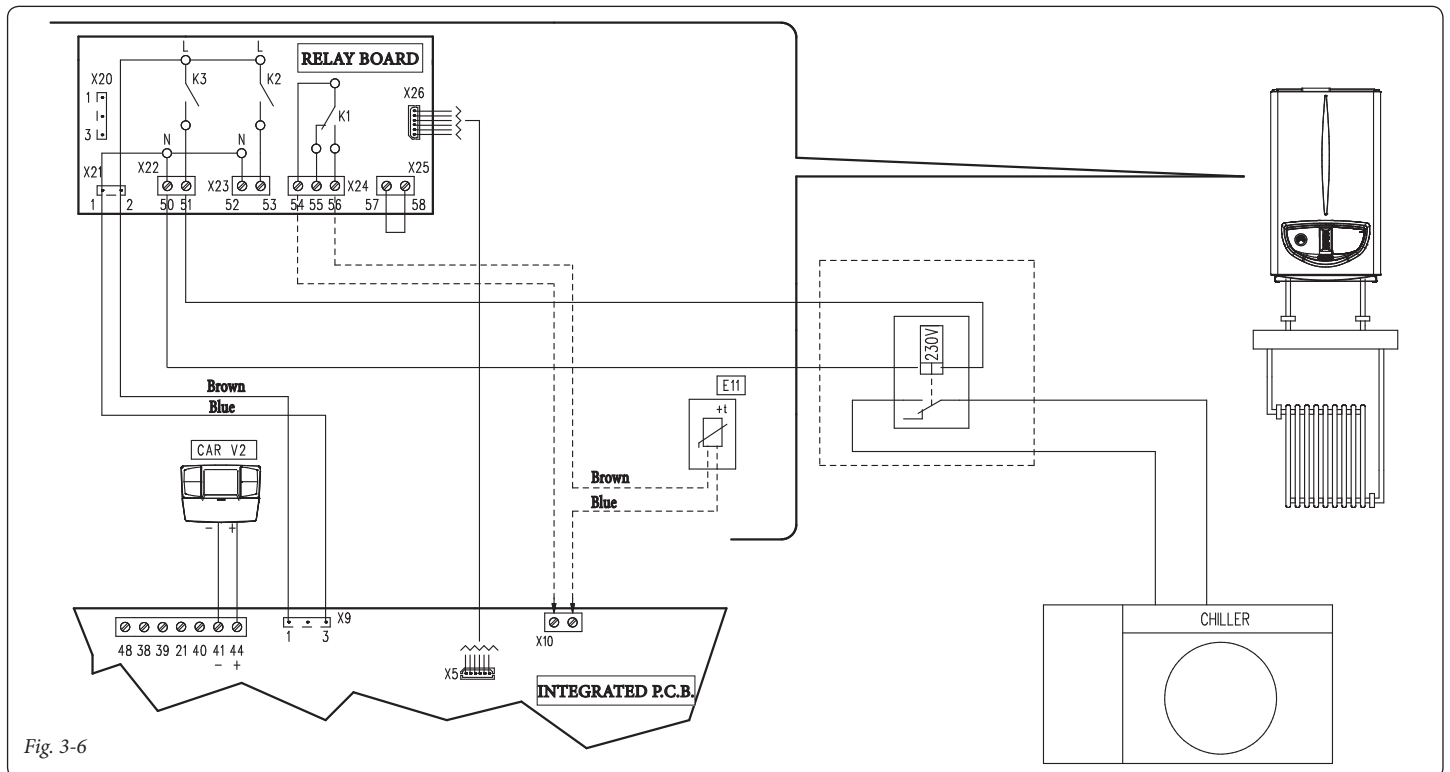 L L
RELAY BOARD
X20
K3 K2
1
3
X26
K1
N N
X21 X22 X23 X24 X25
1 2 50 51 52 53 54 55 56 57 58
230V
Brown
Blue
E11
+t
CAR V2
Brown
Blue
- +
X9
1 3
X10
48 38 39 21 40 41 44
- +
X5
INTEGRATED P.C.B.
CHILLER
Fig. 3-6